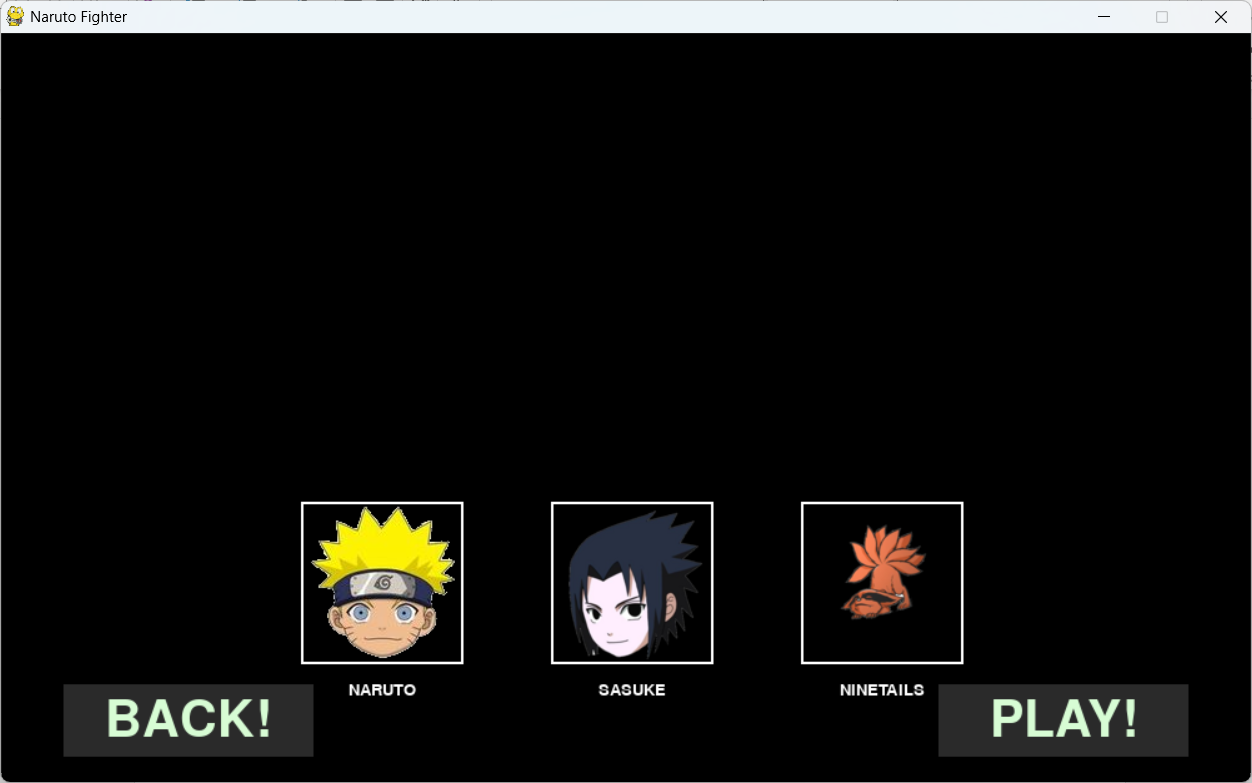 Naruto Fighter
NARUTO
SASUKE
NINETAILS
BACK!
PLAY!